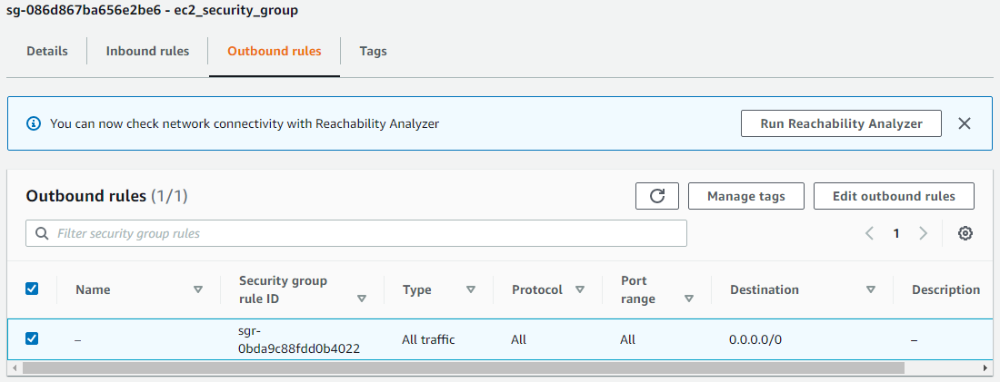 sg-086d867ba656e2be6 - ec2_security_group
Details Inbound rules Outbound rules Tags
You can now check network connectivity with Reachability Analyzer Run Reachability Analyzer
Outbound rules (1/1) Manage tags Edit outbound rules
Filter security group rules 1
Name Security group rule ID Type Protocol Port range Destination Description
– sgr-0bda9c88fdd0b4022 All traffic All All 0.0.0.0/0 –